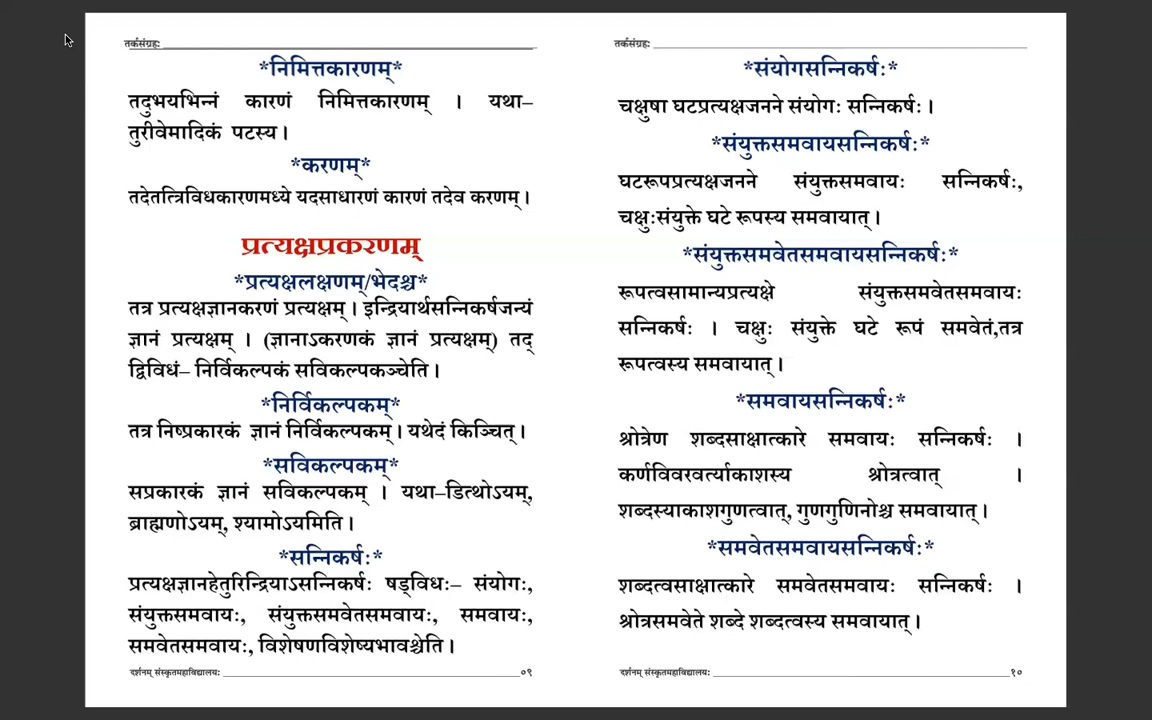 तर्कसंग्रहः
*निमित्तकारणम्*
तदुभयभिन्नं कारणं निमित्तकारणम् । यथा–
तुरीवेमादिकं पटस्य।
*करणम्*
तदेतत्त्रिविधकारणमध्ये यदसाधारणं कारणं तदेव करणम्।
प्रत्यक्षप्रकरणम्
*प्रत्यक्षलक्षणम्/भेदश्च*
तत्र प्रत्यक्षज्ञानकरणं प्रत्यक्षम्। इन्द्रियार्थसन्निकर्षजन्यं
ज्ञानं प्रत्यक्षम् । (ज्ञानाऽकरणकं ज्ञानं प्रत्यक्षम्) तद्
द्विविधं– निर्विकल्पकं सविकल्पकञ्चेति।
*निर्विकल्पकम्*
तत्र निष्प्रकारकं ज्ञानं निर्विकल्पकम्। यथेदं किञ्चित्।
*सविकल्पकम्*
सप्रकारकं ज्ञानं सविकल्पकम् । यथा–डित्थोऽयम्,
ब्राह्मणोऽयम्, श्यामोऽयमिति।
*सन्निकर्षः*
प्रत्यक्षज्ञानहेतुरिन्द्रियाऽसन्निकर्षः षड्विधः– संयोगः,
संयुक्तसमवायः, संयुक्तसमवेतसमवायः, समवायः,
समवेतसमवायः, विशेषणविशेष्यभावश्चेति।
दर्शनम् संस्कृतमहाविद्यालयः ०९
तर्कसंग्रहः
*संयोगसन्निकर्षः*
चक्षुषा घटप्रत्यक्षजनने संयोगः सन्निकर्षः।
*संयुक्तसमवायसन्निकर्षः*
घटरूपप्रत्यक्षजनने संयुक्तसमवायः सन्निकर्षः,
चक्षुःसंयुक्ते घटे रूपस्य समवायात्।
*संयुक्तसमवेतसमवायसन्निकर्षः*
रूपत्वसामान्यप्रत्यक्षे संयुक्तसमवेतसमवायः
सन्निकर्षः । चक्षुः संयुक्ते घटे रूपं समवेतं,तत्र
रूपत्वस्य समवायात्।
*समवायसन्निकर्षः*
श्रोत्रेण शब्दसाक्षात्कारे समवायः सन्निकर्षः ।
कर्णविवरवर्त्याकाशस्य श्रोत्रत्वात् ।
शब्दस्याकाशगुणत्वात्, गुणगुणिनोश्च समवायात्।
*समवेतसमवायसन्निकर्षः*
शब्दत्वसाक्षात्कारे समवेतसमवायः सन्निकर्षः ।
श्रोत्रसमवेते शब्दे शब्दत्वस्य समवायात्।
दर्शनम् संस्कृतमहाविद्यालयः १०